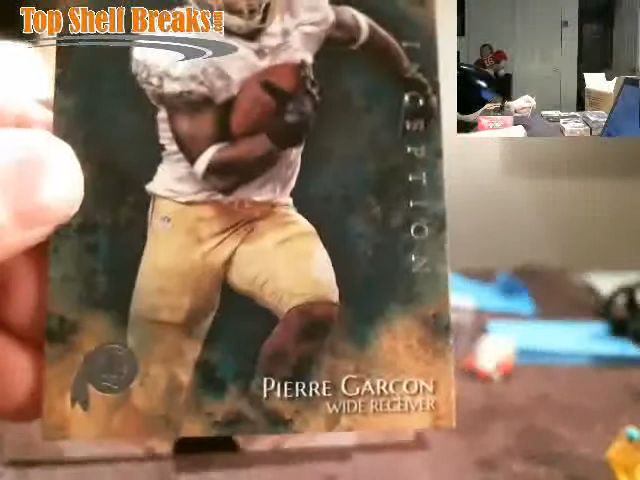 Top Shelf Breaks.com
INCEPTION
PIERRE GARCON
WIDE RECEIVER